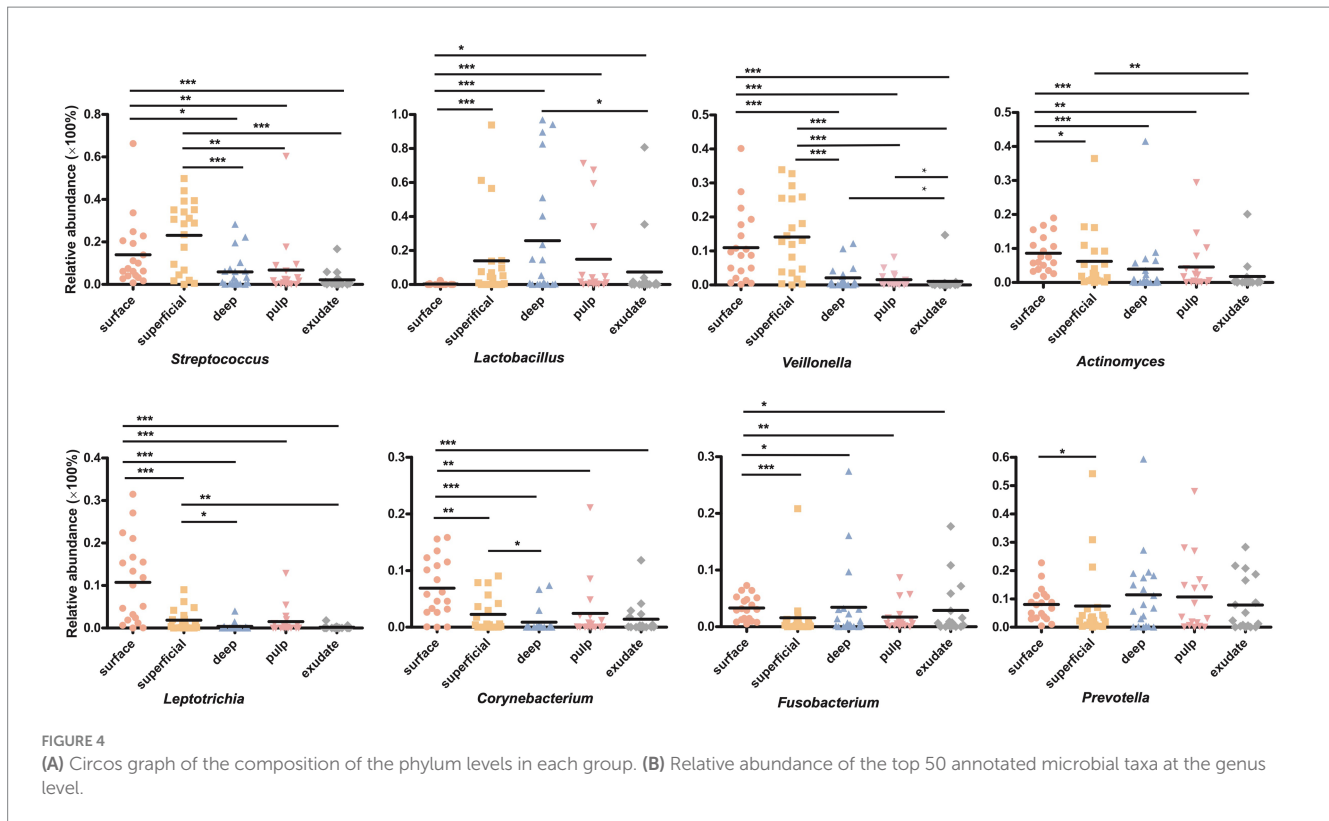 Relative abundance (×100%)
* *** *** ***
*** ** * *** ** ***
* *** *** *** *
*** *** *** *** *** *** * *
** *** ** *** *
0.8 0.6 0.4 0.2 0.0
1.0 0.8 0.6 0.4 0.2 0.0
0.5 0.4 0.3 0.2 0.1 0.0
0.5 0.4 0.3 0.2 0.1 0.0
surface superficial deep pulp exudate
surface superifical deep pulp exudate
surface superficial deep pulp exudate
surface superficial deep pulp exudate
Streptococcus
Lactobacillus
Veillonella
Actinomyces
Relative abundance (×100%)
*** *** *** *** ** *
*** ** *** ** *
* ** * ***
*
0.4 0.3 0.2 0.1 0.0
0.3 0.2 0.1 0.0
0.3 0.2 0.1 0.0
0.6 0.5 0.4 0.3 0.2 0.1 0.0
surface superficial deep pulp exudate
surface superficial deep pulp exudate
surface superficial deep pulp exudate
surface superficial deep pulp exudate
Leptotrichia
Corynebacterium
Fusobacterium
Prevotella
FIGURE 4
(A) Circos graph of the composition of the phylum levels in each group. (B) Relative abundance of the top 50 annotated microbial taxa at the genus
level.